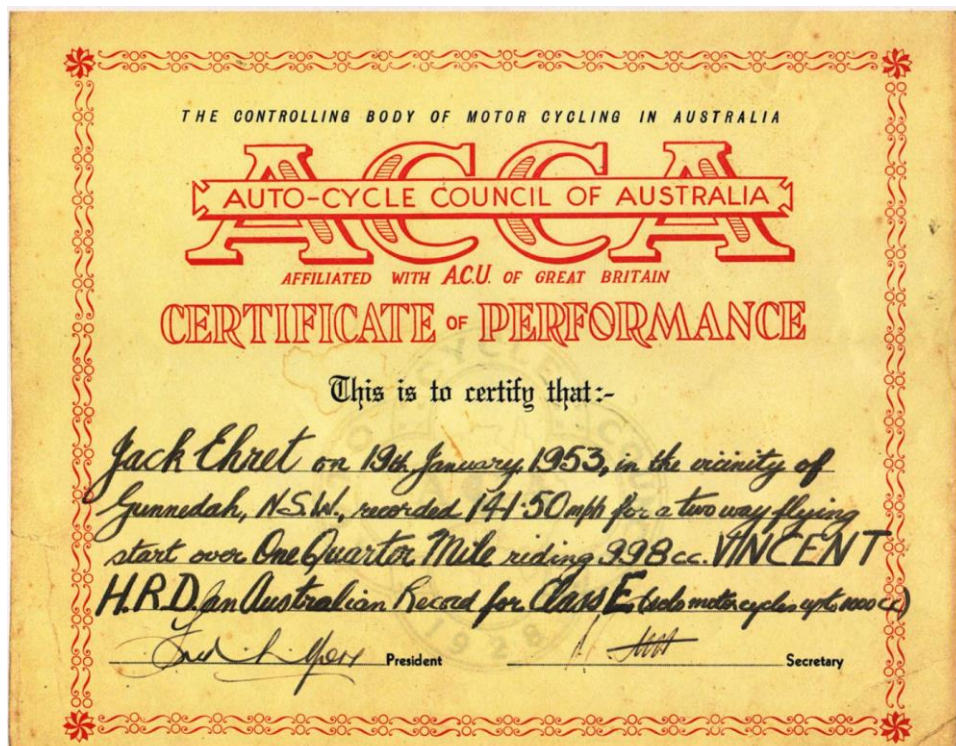 THE CONTROLLING BODY OF MOTOR CYCLING IN AUSTRALIA
ACCA
AUTO-CYCLE COUNCIL OF AUSTRALIA
AFFILIATED WITH A.C.U. OF GREAT BRITAIN
CERTIFICATE OF PERFORMANCE
This is to certify that:-
Jack Ehret on 19th January, 1953, in the vicinity of
Gunnedah, N.S.W., recorded 141·50 mph for a two way flying
start over One Quarter Mile riding 998 cc. VINCENT
H.R.D. An Australian Record for Class E (solo motor cycles up to 1000 cc)
President Secretary
1928